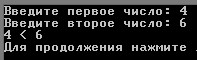 Введите первое число: 4
Введите второе число: 6
4 < 6
Для продолжения нажмите